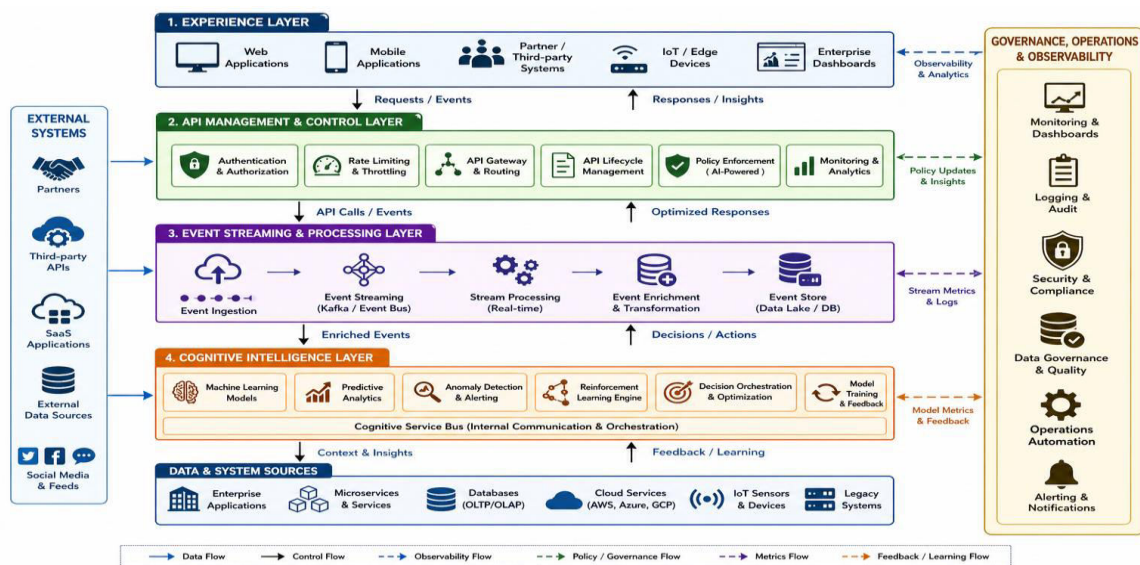 1. EXPERIENCE LAYER
Web
Applications
Mobile
Applications
Partner /
Third-party
Systems
IoT / Edge
Devices
Enterprise
Dashboards
Requests / Events
Responses / Insights
Observability
& Analytics
EXTERNAL
SYSTEMS
Partners
Third-party
APIs
SaaS
Applications
External
Data Sources
Social Media
& Feeds
2. API MANAGEMENT & CONTROL LAYER
Authentication
& Authorization
Rate Limiting
& Throttling
API Gateway
& Routing
API Lifecycle
Management
Policy Enforcement
( AI-Powered )
Monitoring &
Analytics
API Calls / Events
Optimized Responses
Policy Updates
& Insights
3. EVENT STREAMING & PROCESSING LAYER
Event Ingestion
Event Streaming
(Kafka / Event Bus)
Stream Processing
(Real-time)
Event Enrichment
& Transformation
Event Store
(Data Lake / DB)
Enriched Events
Decisions / Actions
Stream Metrics
& Logs
4. COGNITIVE INTELLIGENCE LAYER
Machine Learning
Models
Predictive
Analytics
Anomaly Detection
& Alerting
Reinforcement
Learning Engine
Decision Orchestration
& Optimization
Model
Training
& Feedback
Cognitive Service Bus (Internal Communication & Orchestration)
Context & Insights
Feedback / Learning
Model Metrics
& Feedback
DATA & SYSTEM SOURCES
Enterprise
Applications
Microservices
& Services
Databases
(OLTP/OLAP)
Cloud Services
(AWS, Azure, GCP)
IoT Sensors
& Devices
Legacy
Systems
GOVERNANCE, OPERATIONS
& OBSERVABILITY
Monitoring &
Dashboards
Logging &
Audit
Security &
Compliance
Data Governance
& Quality
Operations
Automation
Alerting &
Notifications
Data Flow
Control Flow
Observability Flow
Policy / Governance Flow
Metrics Flow
Feedback / Learning Flow